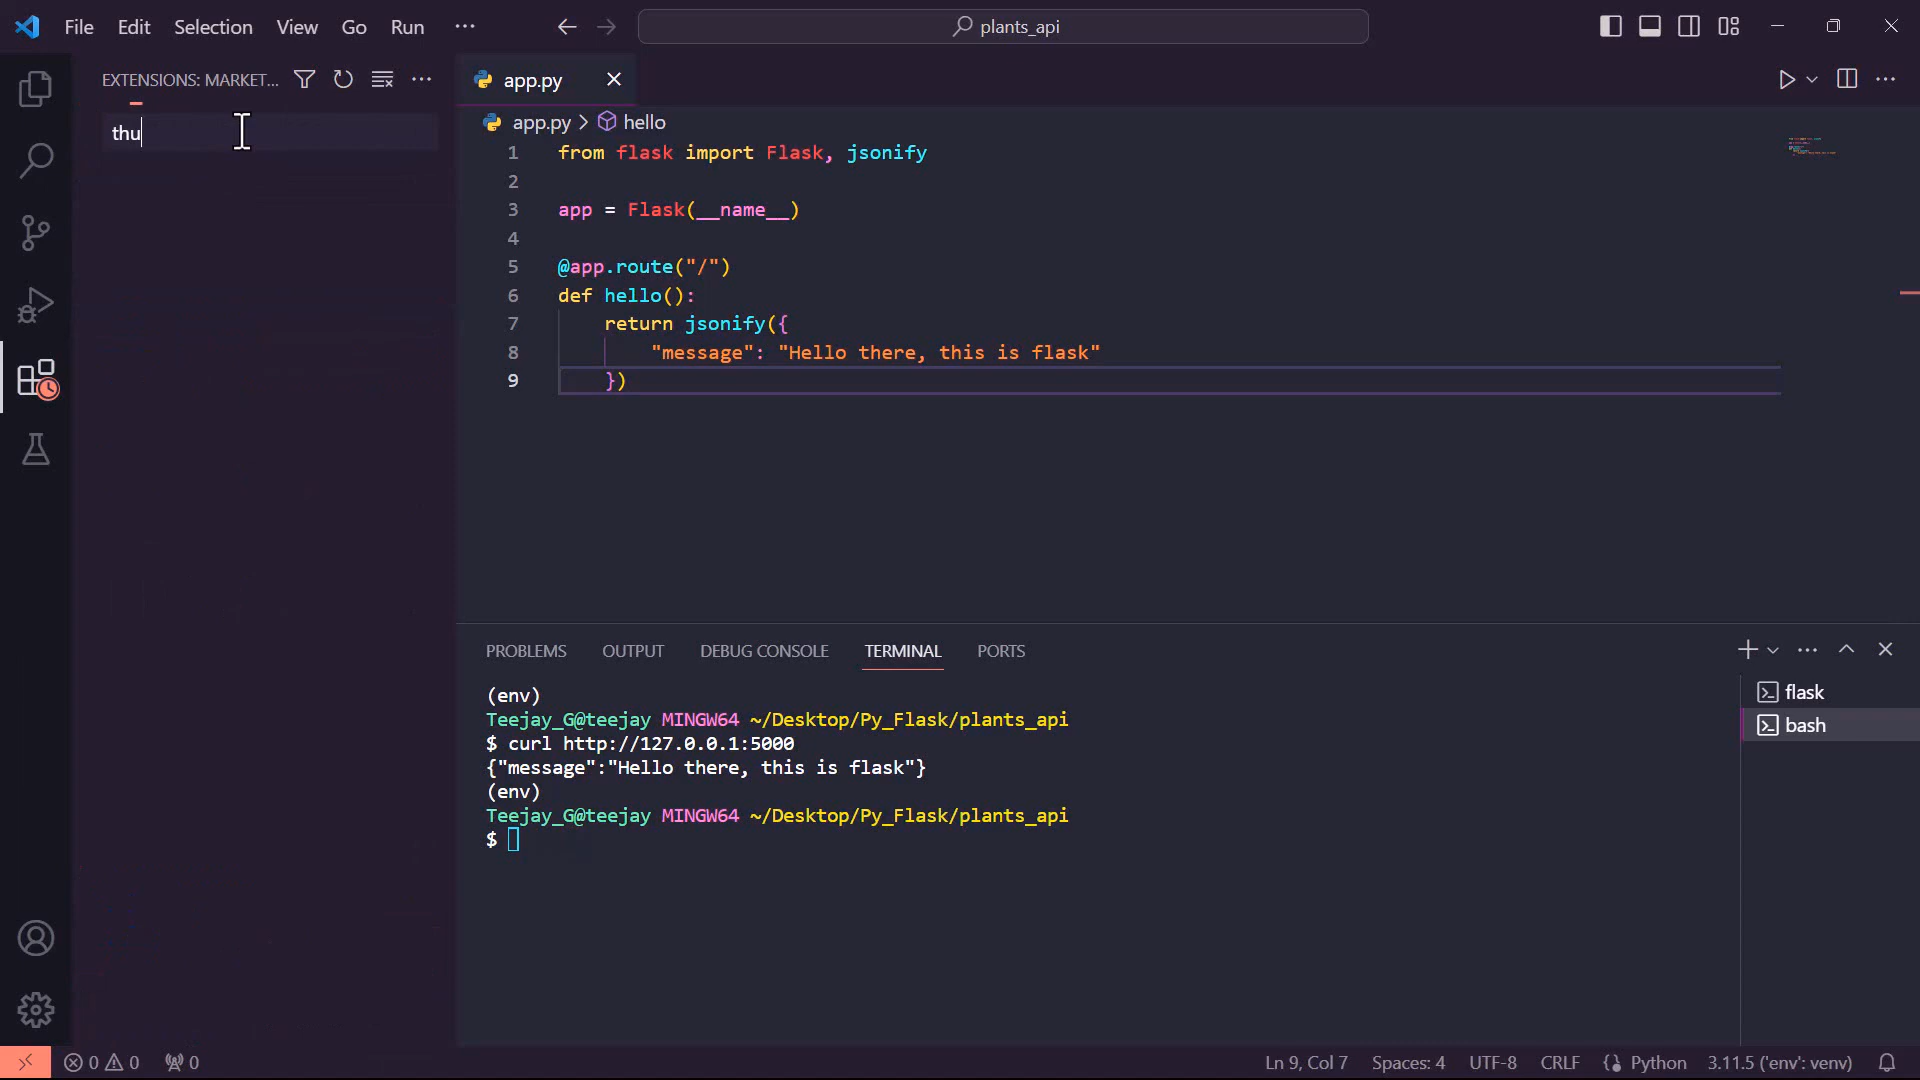 File Edit Selection View Go Run ...
plants_api
EXTENSIONS: MARKET...
thu
app.py
app.py > hello
1 from flask import Flask, jsonify
2
3 app = Flask(__name__)
4
5 @app.route("/")
6 def hello():
7 return jsonify({
8 "message": "Hello there, this is flask"
9 })
PROBLEMS OUTPUT DEBUG CONSOLE TERMINAL PORTS
(env)
Teejay_G@teejay MINGW64 ~/Desktop/Py_Flask/plants_api
$ curl http://127.0.0.1:5000
{"message":"Hello there, this is flask"}
(env)
Teejay_G@teejay MINGW64 ~/Desktop/Py_Flask/plants_api
$
flask
bash
0 0 0
Ln 9, Col 7 Spaces: 4 UTF-8 CRLF Python 3.11.5 ('env': venv)